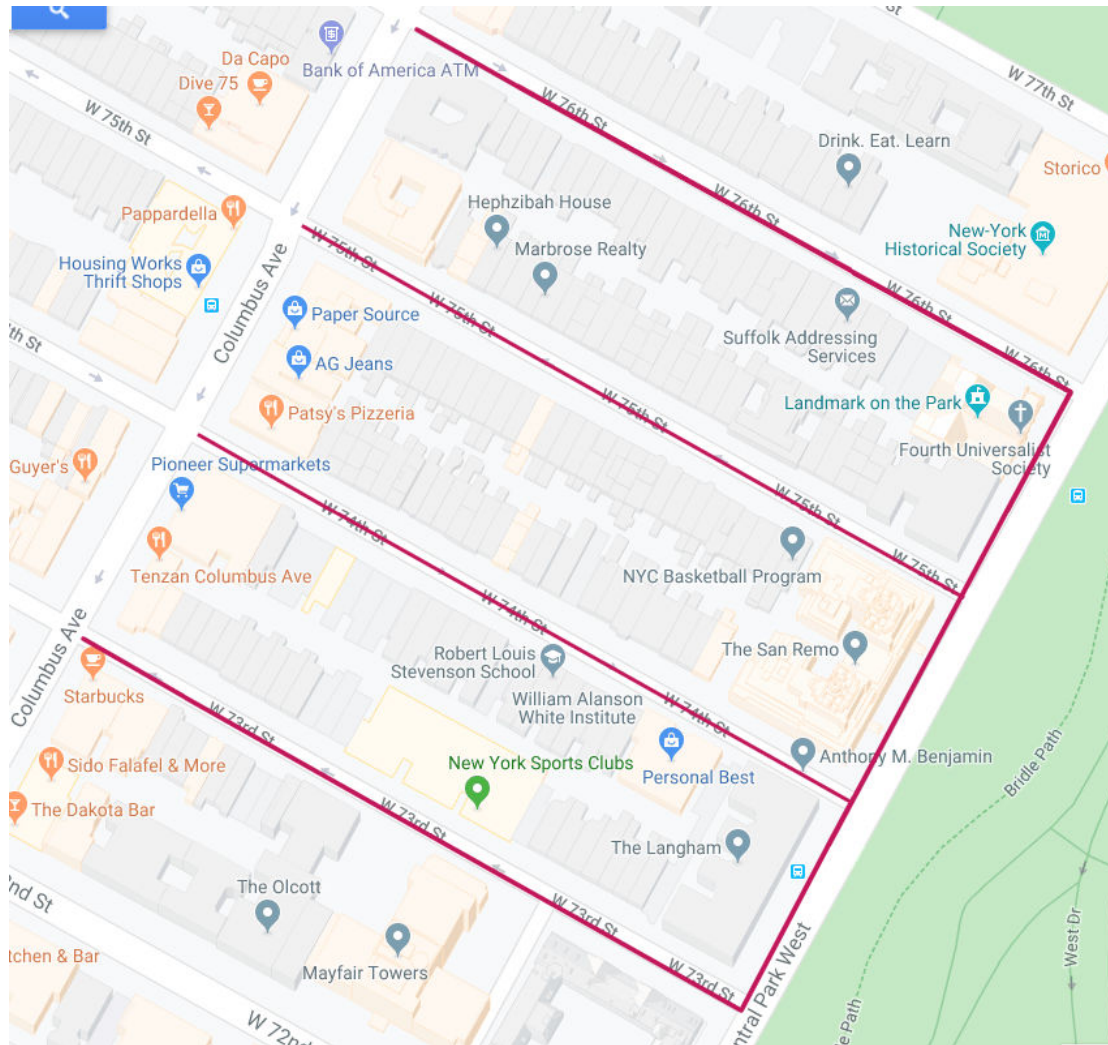 Da Capo
Bank of America ATM
Dive 75
W 77th St
W 76th St
W 75th St
Drink. Eat. Learn
Storico
Hephzibah House
W 76th St
Pappardella
Marbrose Realty
New-York
Historical Society
W 75th St
Housing Works
Thrift Shops
Columbus Ave
W 75th St
W 76th St
Paper Source
Suffolk Addressing
Services
AG Jeans
W 76th St
Patsy's Pizzeria
W 75th St
Landmark on the Park
Fourth Universalist
Society
Guyer's
Pioneer Supermarkets
W 75th St
W 74th St
Tenzan Columbus Ave
NYC Basketball Program
W 75th St
W 74th St
Columbus Ave
Robert Louis
Stevenson School
The San Remo
Starbucks
William Alanson
White Institute
W 74th St
W 73rd St
Sido Falafel & More
New York Sports Clubs
Personal Best
Anthony M. Benjamin
Bridle Path
The Dakota Bar
W 73rd St
The Langham
The Olcott
W 73rd St
West Dr
Mayfair Towers
W 73rd St
& Bar
W 72nd
Park West
Path